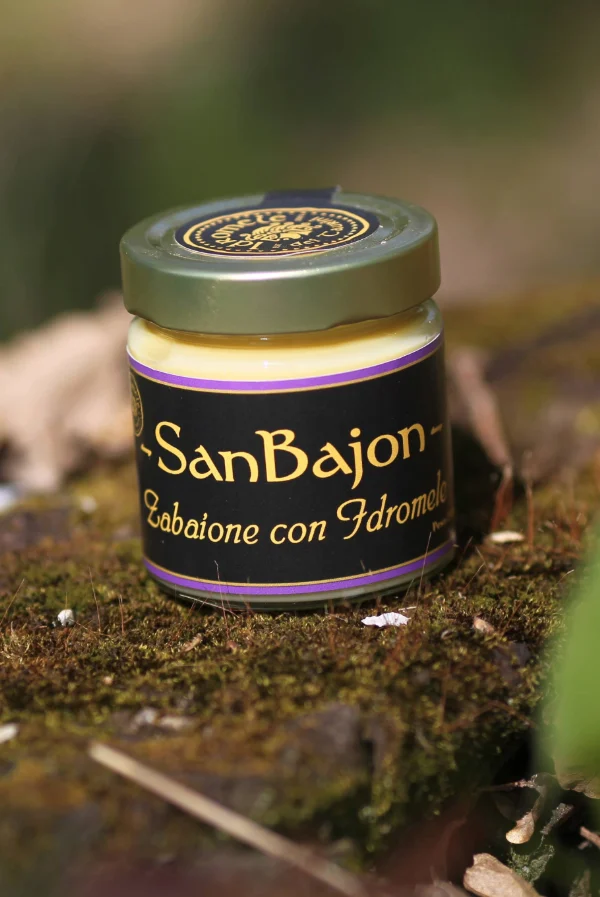 - SanBajon -
Zabaione con Idromele